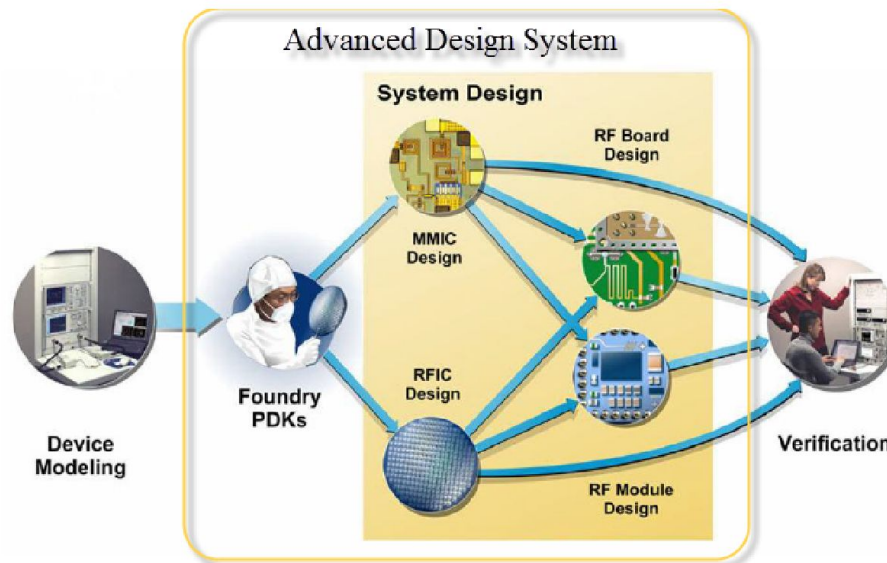 Advanced Design System
System Design
RF Board
Design
MMIC
Design
RFIC
Design
Foundry
PDKs
Device
Modeling
Verification
RF Module
Design